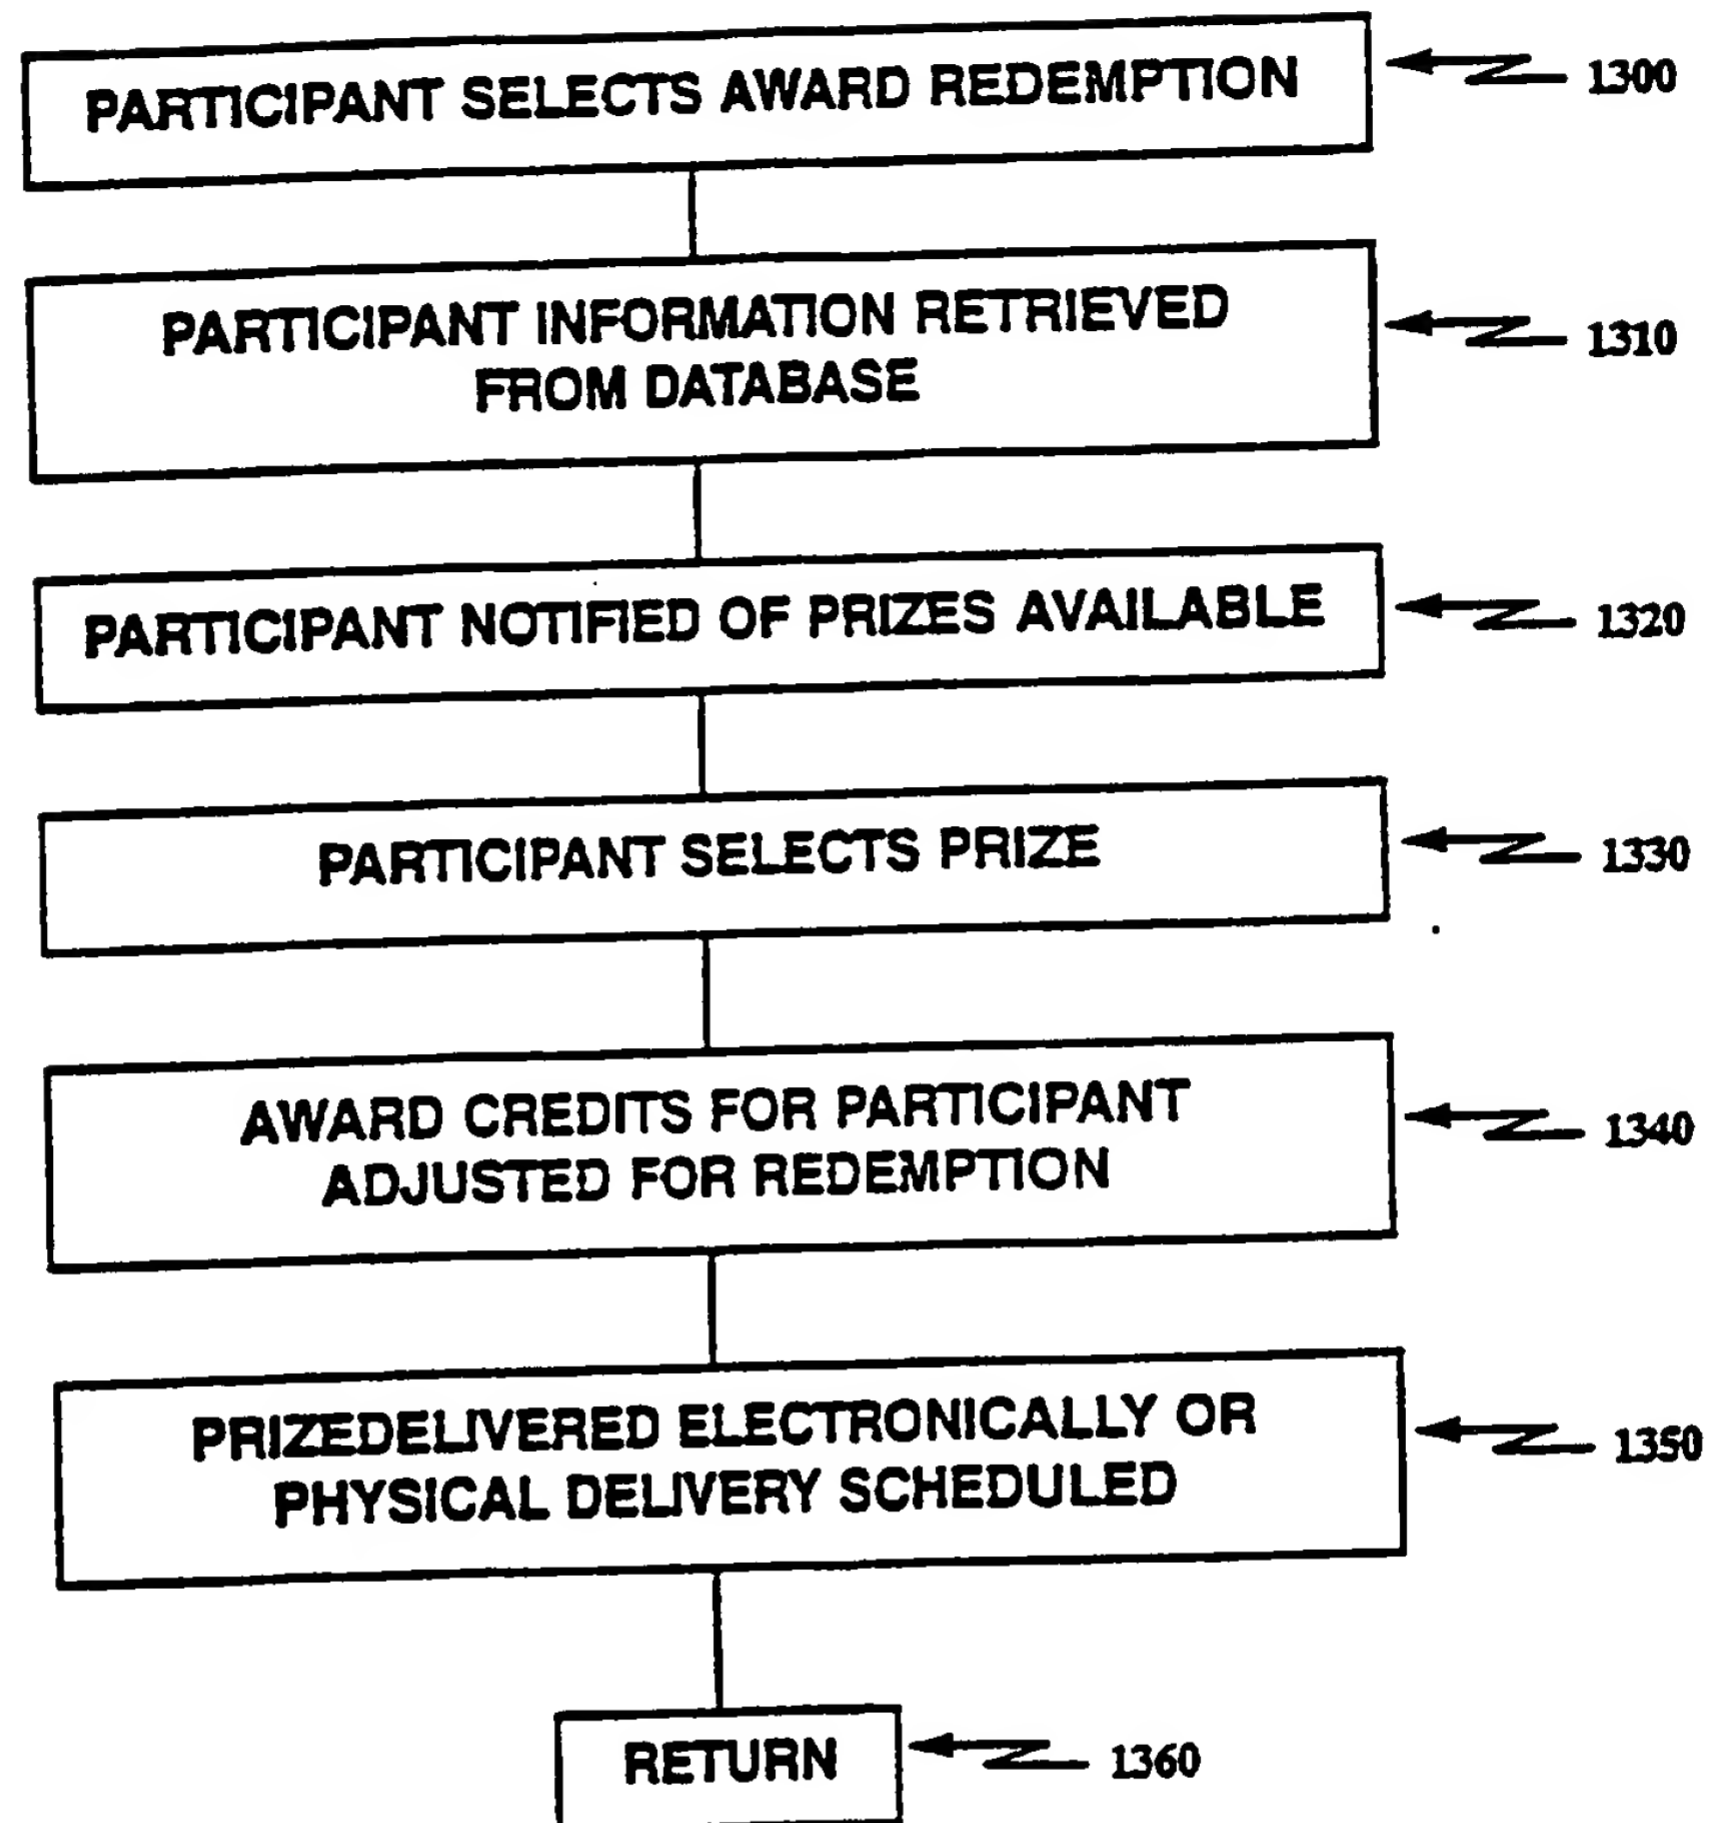 PARTICIPANT SELECTS AWARD REDEMPTION
1300
PARTICIPANT INFORMATION RETRIEVED
FROM DATABASE
1310
PARTICIPANT NOTIFIED OF PRIZES AVAILABLE
1320
PARTICIPANT SELECTS PRIZE
1330
AWARD CREDITS FOR PARTICIPANT
ADJUSTED FOR REDEMPTION
1340
PRIZEDELIVERED ELECTRONICALLY OR
PHYSICAL DELIVERY SCHEDULED
1350
RETURN
1360